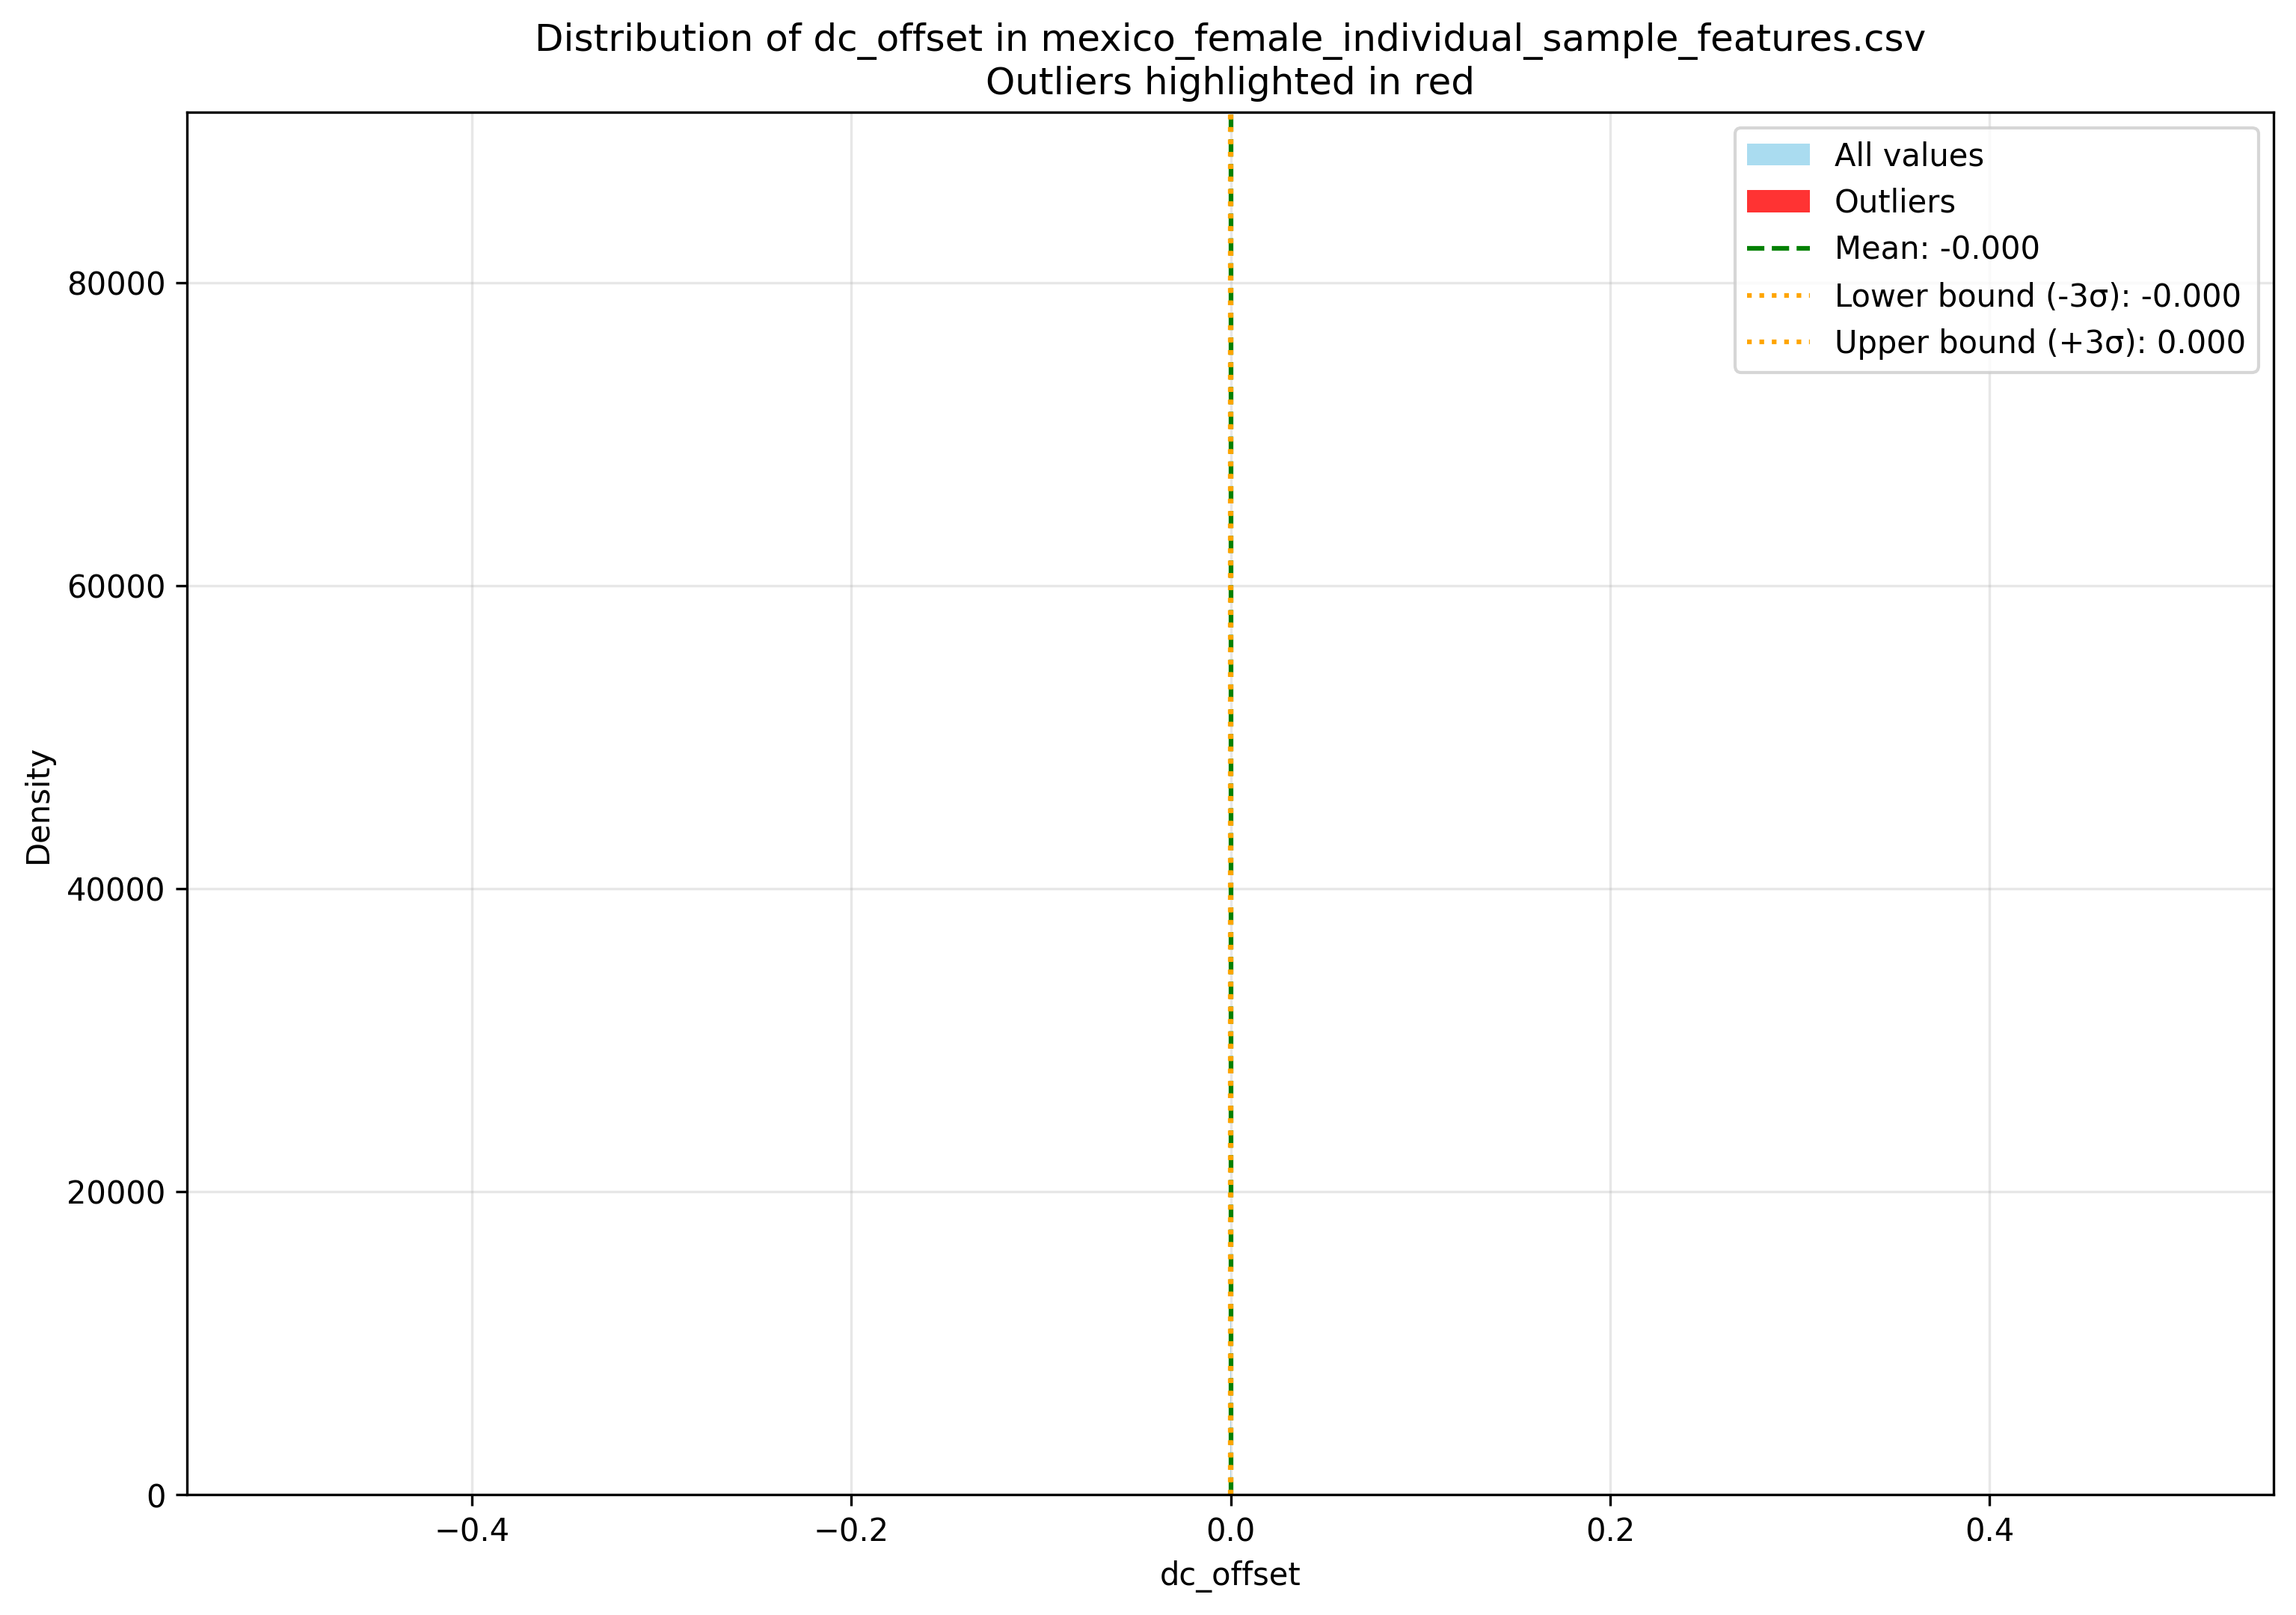 Distribution of dc_offset in mexico_female_individual_sample_features.csv
Outliers highlighted in red
All values
Outliers
Mean: -0.000
Lower bound (-3σ): -0.000
Upper bound (+3σ): 0.000
Density
80000
60000
40000
20000
0
−0.4
−0.2
0.0
0.2
0.4
dc_offset